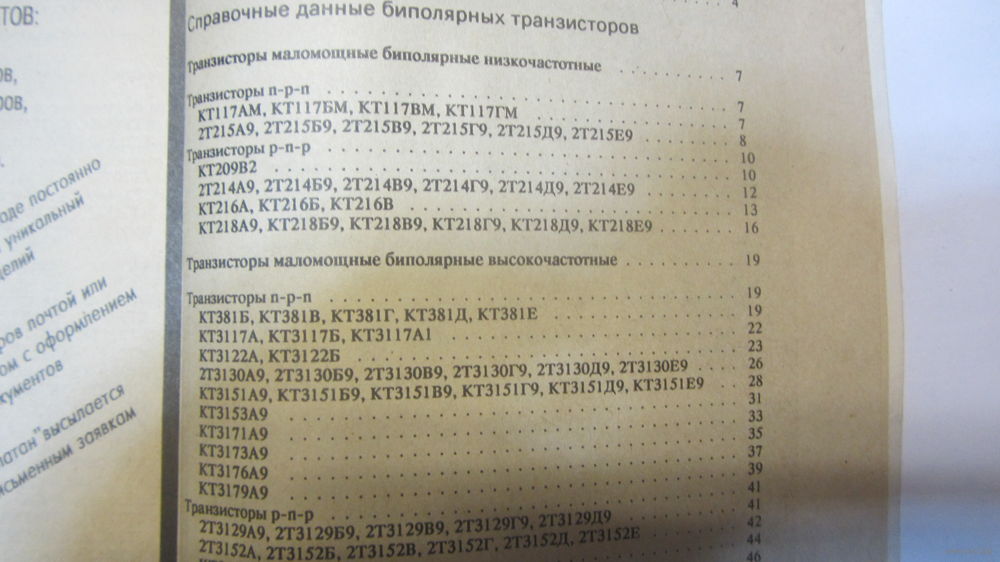 ТОВ:
ов,
ров,
оде постоянно
уникальный
делий
ров почтой или
ом с оформлением
кументов
латан" высылается
исьменным заявкам
4
Справочные данные биполярных транзисторов
Транзисторы маломощные биполярные низкочастотные . . . . . . . . 7
Транзисторы п-р-п . . . . . . . . 7
КТ117АМ, КТ117БМ, КТ117ВМ, КТ117ГМ . . . . . . . . 7
2Т215А9, 2Т215Б9, 2Т215В9, 2Т215Г9, 2Т215Д9, 2Т215Е9 . . . . . . . . 8
Транзисторы р-п-р . . . . . . . . 10
КТ209В2 . . . . . . . . 10
2Т214А9, 2Т214Б9, 2Т214В9, 2Т214Г9, 2Т214Д9, 2Т214Е9 . . . . . . . . 12
КТ216А, КТ216Б, КТ216В . . . . . . . . 13
КТ218А9, КТ218Б9, КТ218В9, КТ218Г9, КТ218Д9, КТ218Е9 . . . . . . . . 16
Транзисторы маломощные биполярные высокочастотные . . . . . . . . 19
Транзисторы п-р-п . . . . . . . . 19
КТ381Б, КТ381В, КТ381Г, КТ381Д, КТ381Е . . . . . . . . 19
КТ3117А, КТ3117Б, КТ3117А1 . . . . . . . . 22
КТ3122А, КТ3122Б . . . . . . . . 23
2Т3130А9, 2Т3130Б9, 2Т3130В9, 2Т3130Г9, 2Т3130Д9, 2Т3130Е9 . . . . . . . . 26
КТ3151А9, КТ3151Б9, КТ3151В9, КТ3151Г9, КТ3151Д9, КТ3151Е9 . . . . . . . . 28
КТ3153А9 . . . . . . . . 31
КТ3171А9 . . . . . . . . 33
КТ3173А9 . . . . . . . . 35
КТ3176А9 . . . . . . . . 37
КТ3179А9 . . . . . . . . 39
Транзисторы р-п-р . . . . . . . . 41
2Т3129А9, 2Т3129Б9, 2Т3129В9, 2Т3129Г9, 2Т3129Д9 . . . . . . . . 41
2Т3152А, 2Т3152Б, 2Т3152В, 2Т3152Г, 2Т3152Д, 2Т3152Е . . . . . . . . 42
44
46